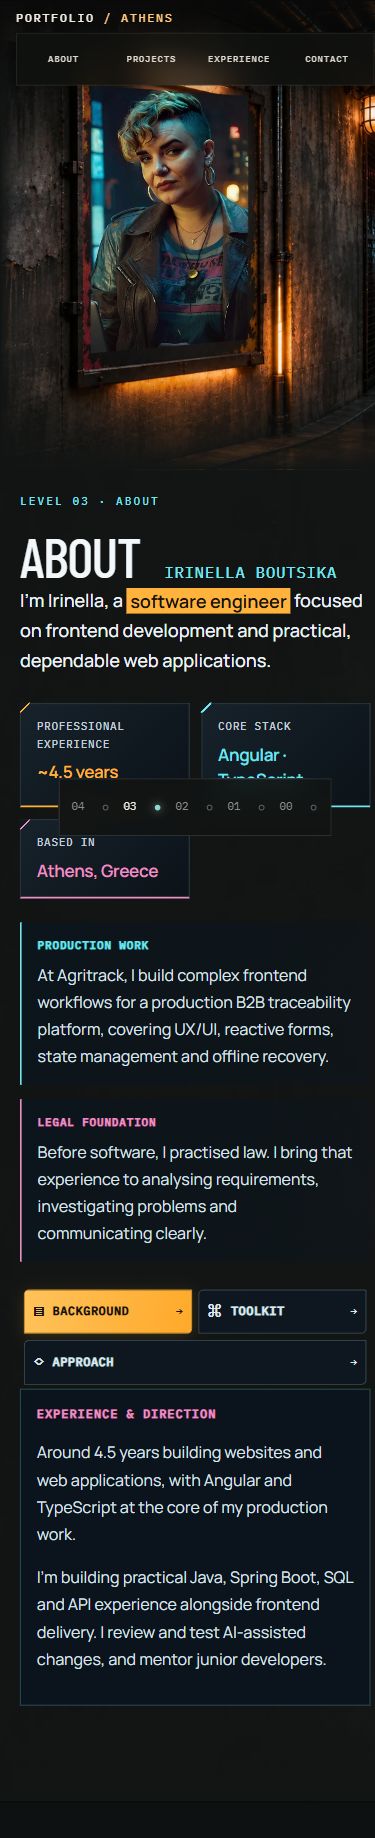 PORTFOLIO / ATHENS
ABOUT PROJECTS EXPERIENCE CONTACT
LEVEL 03 · ABOUT
ABOUT IRINELLA BOUTSIKA
I'm Irinella, a software engineer focused
on frontend development and practical,
dependable web applications.
PROFESSIONAL
EXPERIENCE
~4.5 years
CORE STACK
Angular ·
TypeScript
04 03 02 01 00
BASED IN
Athens, Greece
PRODUCTION WORK
At Agritrack, I build complex frontend
workflows for a production B2B traceability
platform, covering UX/UI, reactive forms,
state management and offline recovery.
LEGAL FOUNDATION
Before software, I practised law. I bring that
experience to analysing requirements,
investigating problems and
communicating clearly.
▤ BACKGROUND →
⌘ TOOLKIT →
APPROACH →
EXPERIENCE & DIRECTION
Around 4.5 years building websites and
web applications, with Angular and
TypeScript at the core of my production
work.
I'm building practical Java, Spring Boot, SQL
and API experience alongside frontend
delivery. I review and test AI-assisted
changes, and mentor junior developers.